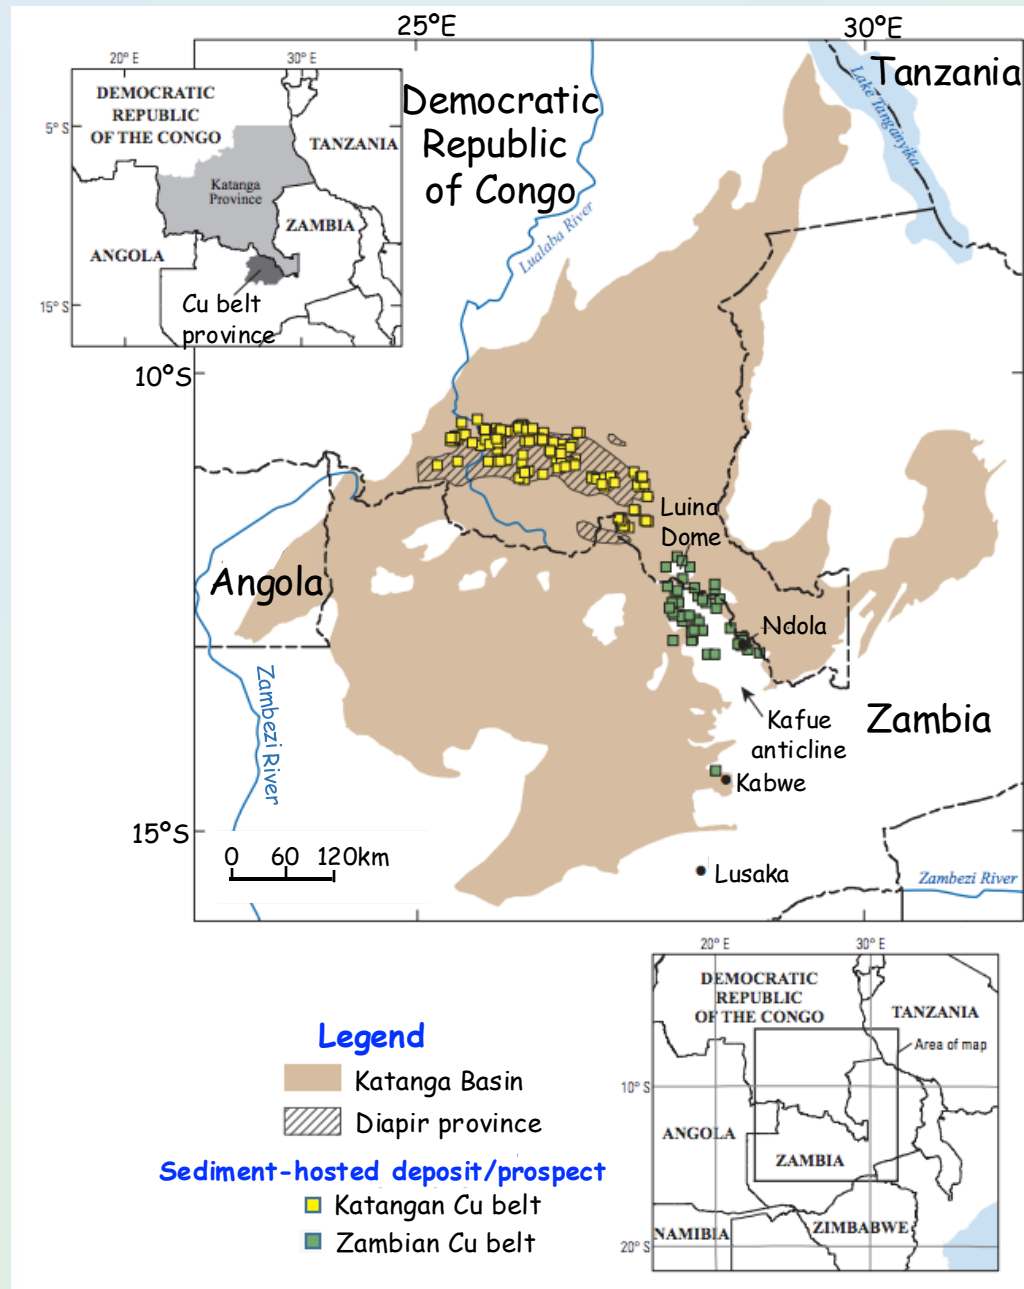 25°E
30°E
20° E
30° E
DEMOCRATIC
REPUBLIC
OF THE CONGO
5° S
TANZANIA
Katanga
Province
ZAMBIA
ANGOLA
15° S
Cu belt
province
Democratic
Republic
of Congo
Lualaba River
Lake Tanganyika
Tanzania
10°S
Luina
Dome
Angola
Ndola
Zambezi River
Kafue
anticline
Zambia
Kabwe
15°S
0 60 120km
Lusaka
Zambezi River
20° E
30° E
DEMOCRATIC
REPUBLIC
OF THE CONGO
TANZANIA
Area of map
10° S
ANGOLA
ZAMBIA
NAMIBIA
ZIMBABWE
20° S
Legend
Katanga Basin
Diapir province
Sediment-hosted deposit/prospect
Katangan Cu belt
Zambian Cu belt